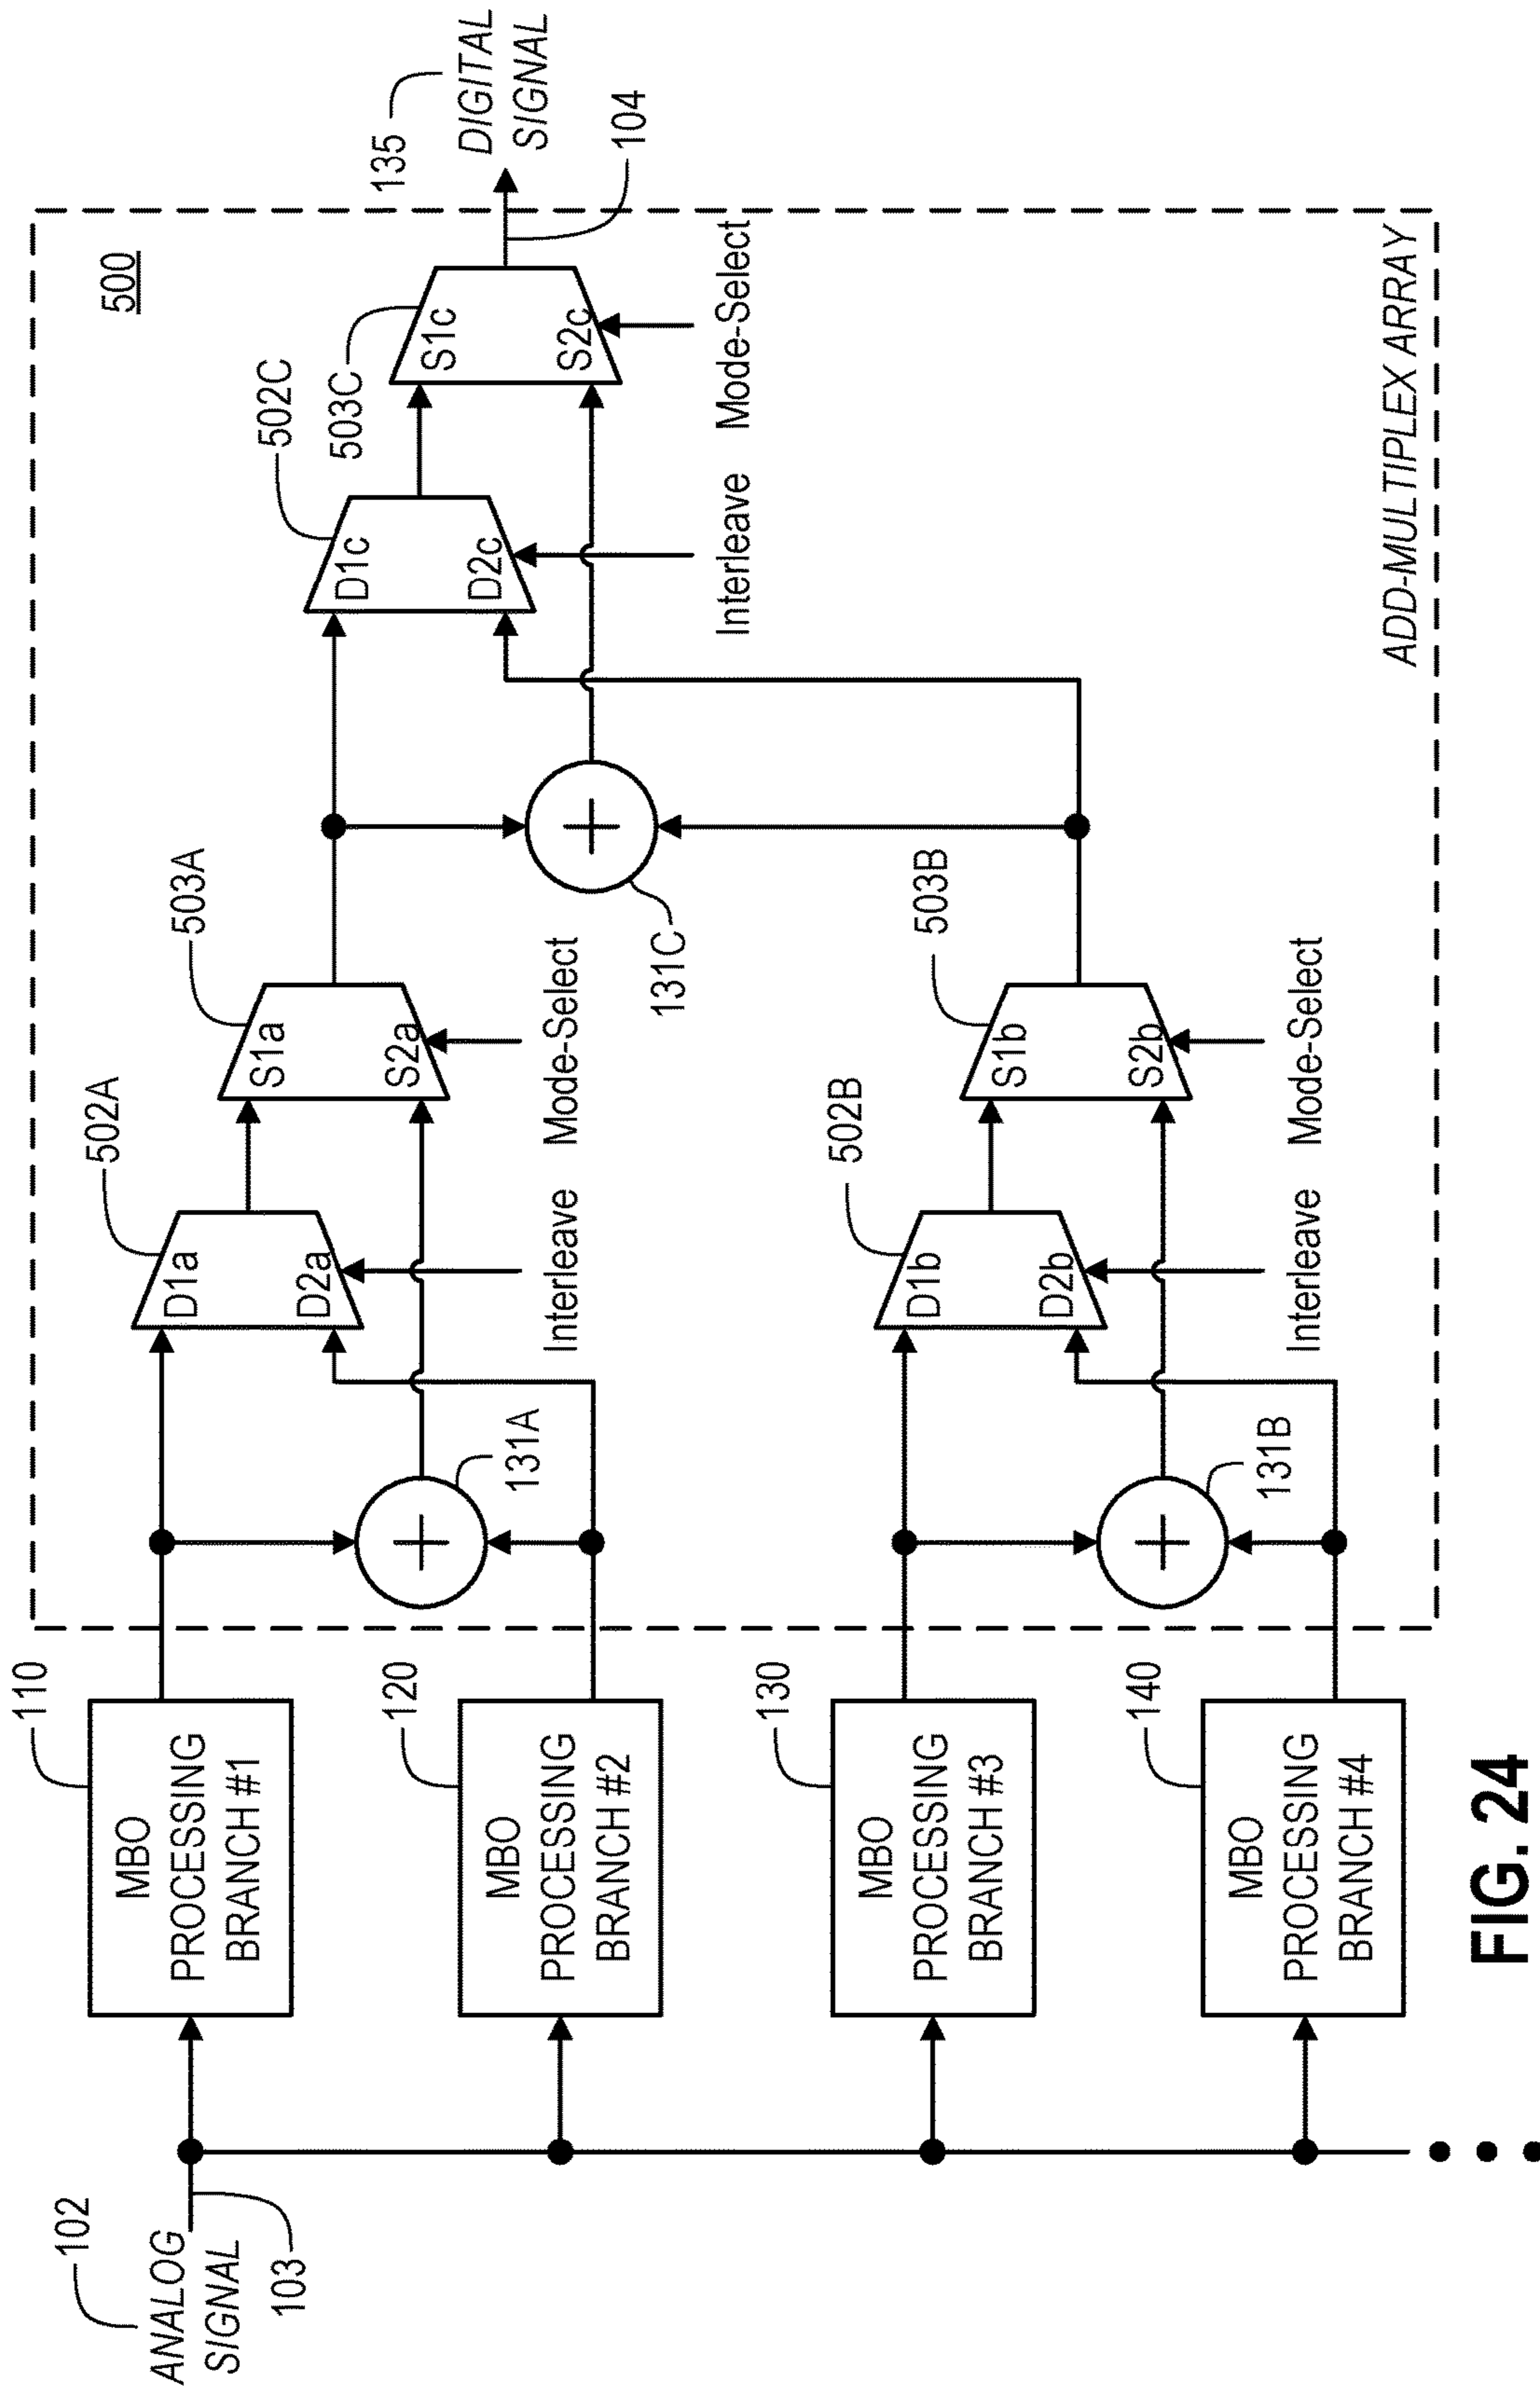 102
ANALOG
SIGNAL
103
110
MBO
PROCESSING
BRANCH #1
120
MBO
PROCESSING
BRANCH #2
130
MBO
PROCESSING
BRANCH #3
140
MBO
PROCESSING
BRANCH #4
131A
502A
D1a
D2a
Interleave
503A
S1a
S2a
Mode-Select
131B
502B
D1b
D2b
Interleave
503B
S1b
S2b
Mode-Select
131C
502C
D1c
D2c
Interleave
503C
S1c
S2c
Mode-Select
500
ADD-MULTIPLEX ARRAY
135
DIGITAL
SIGNAL
104
FIG. 24